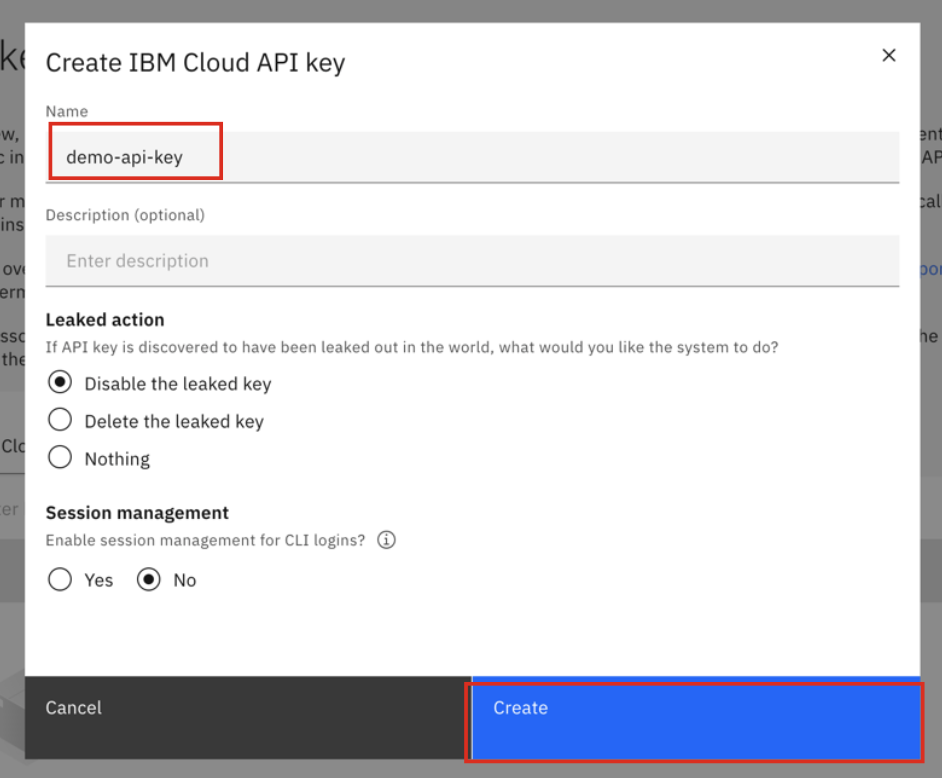 Create IBM Cloud API key
Name
demo-api-key
Description (optional)
Enter description
Leaked action
If API key is discovered to have been leaked out in the world, what would you like the system to do?
Disable the leaked key
Delete the leaked key
Nothing
Session management
Enable session management for CLI logins?
Yes No
Cancel
Create